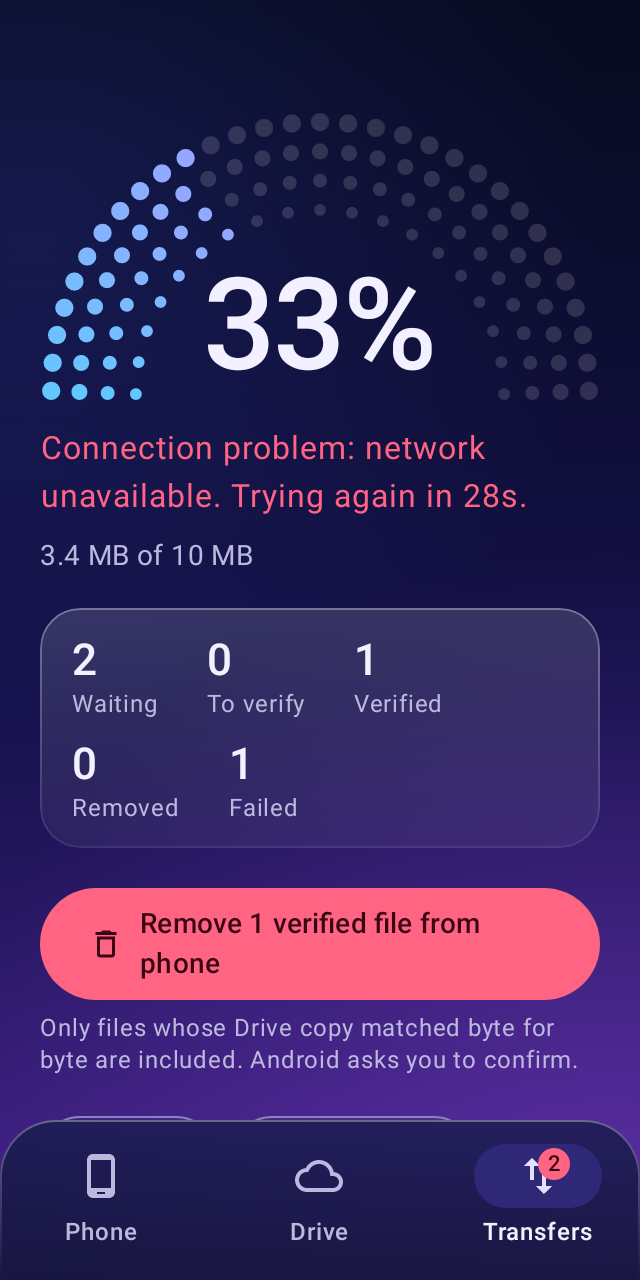 33%
Connection problem: network
unavailable. Trying again in 28s.
3.4 MB of 10 MB
2 0 1
Waiting To verify Verified
0 1
Removed Failed
Remove 1 verified file from
phone
Only files whose Drive copy matched byte for
byte are included. Android asks you to confirm.
2
Phone Drive Transfers